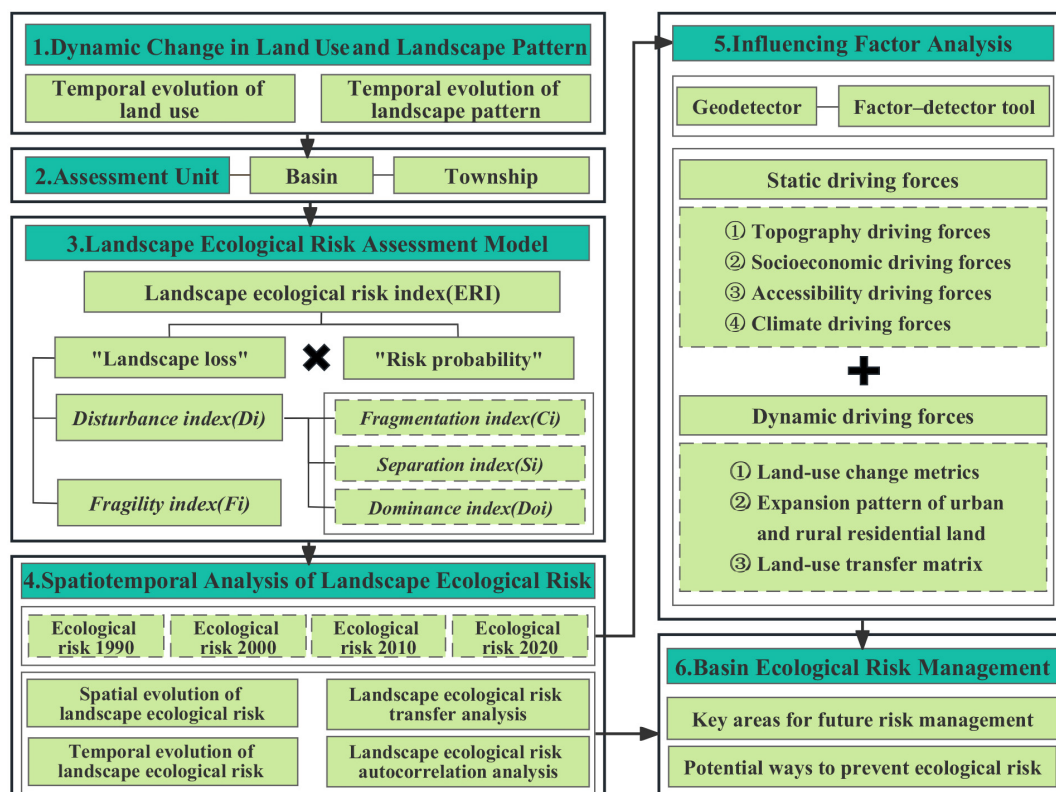 1.Dynamic Change in Land Use and Landscape Pattern
Temporal evolution of
land use
Temporal evolution of
landscape pattern
2.Assessment Unit
Basin
Township
3.Landscape Ecological Risk Assessment Model
Landscape ecological risk index(ERI)
"Landscape loss"
"Risk probability"
Disturbance index(Di)
Fragmentation index(Ci)
Separation index(Si)
Fragility index(Fi)
Dominance index(Doi)
4.Spatiotemporal Analysis of Landscape Ecological Risk
Ecological
risk 1990
Ecological
risk 2000
Ecological
risk 2010
Ecological
risk 2020
Spatial evolution of
landscape ecological risk
Landscape ecological risk
transfer analysis
Temporal evolution of
landscape ecological risk
Landscape ecological risk
autocorrelation analysis
5.Influencing Factor Analysis
Geodetector
Factor–detector tool
Static driving forces
① Topography driving forces
② Socioeconomic driving forces
③ Accessibility driving forces
④ Climate driving forces
Dynamic driving forces
① Land-use change metrics
② Expansion pattern of urban
and rural residential land
③ Land-use transfer matrix
6.Basin Ecological Risk Management
Key areas for future risk management
Potential ways to prevent ecological risk